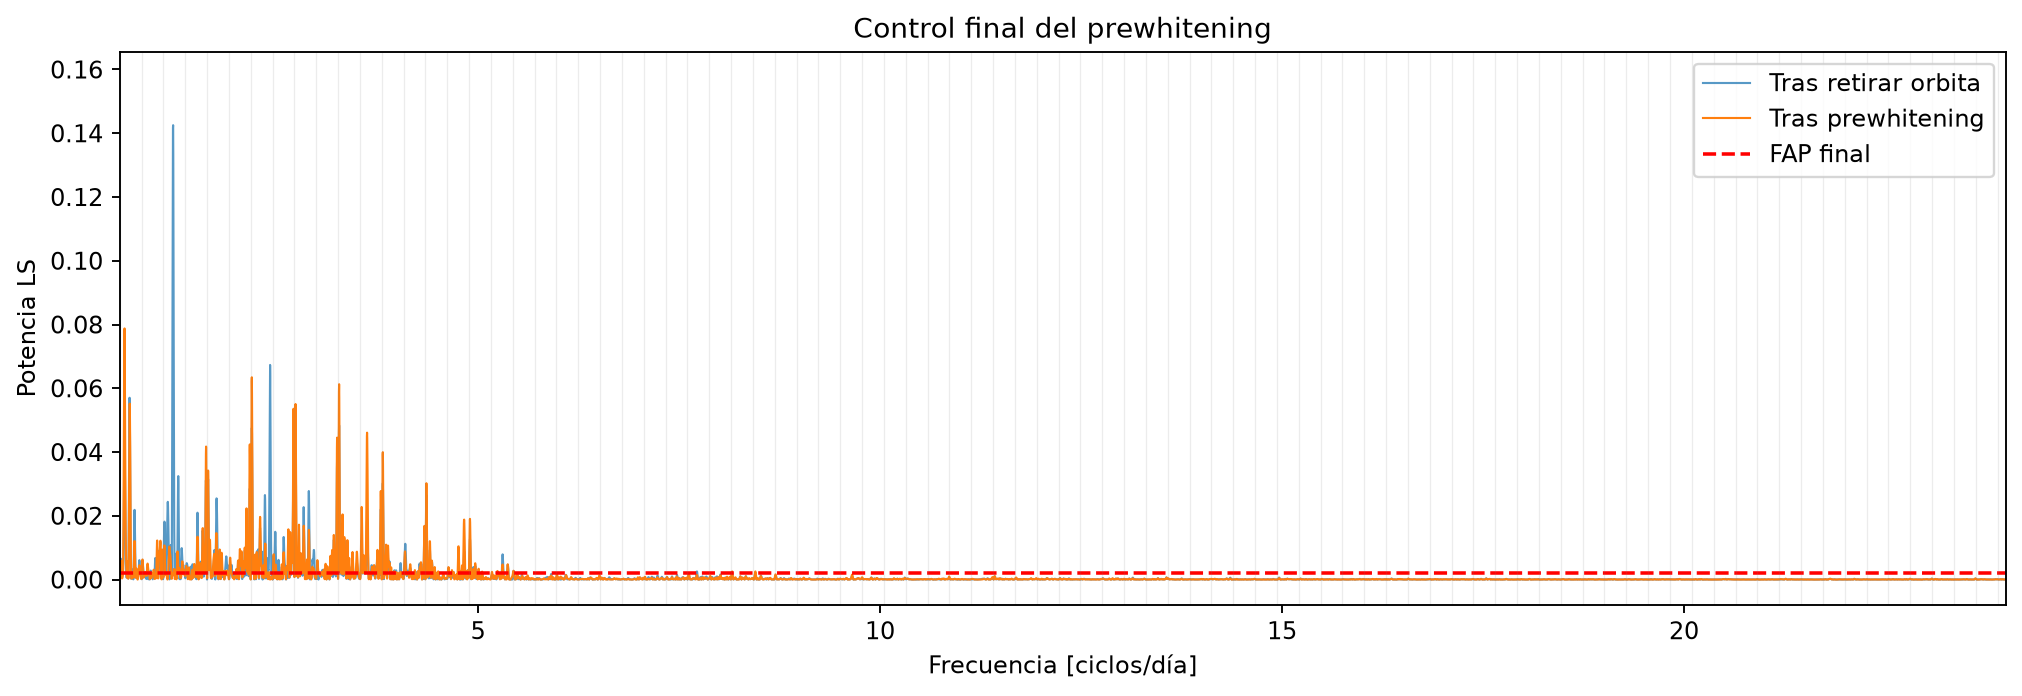 Control final del prewhitening
Potencia LS
0.16
0.14
0.12
0.10
0.08
0.06
0.04
0.02
0.00
Tras retirar orbita
Tras prewhitening
FAP final
5
10
15
20
Frecuencia [ciclos/día]